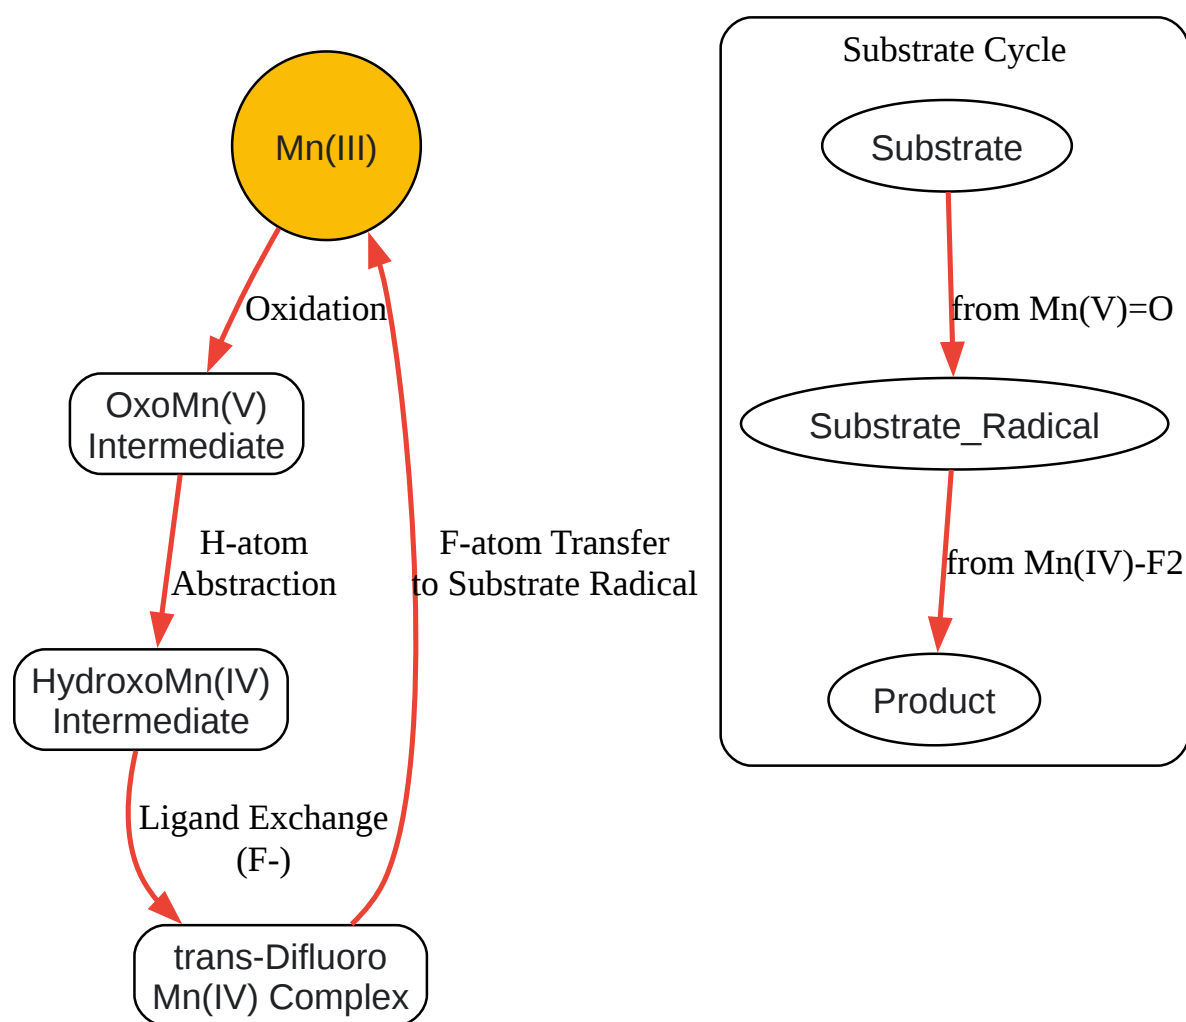 Mn(III)
Oxidation
OxoMn(V)
Intermediate
H-atom
Abstraction
HydroxoMn(IV)
Intermediate
Ligand Exchange
(F-)
trans-Difluoro
Mn(IV) Complex
F-atom Transfer
to Substrate Radical
Substrate Cycle
Substrate
from Mn(V)=O
Substrate_Radical
from Mn(IV)-F2
Product